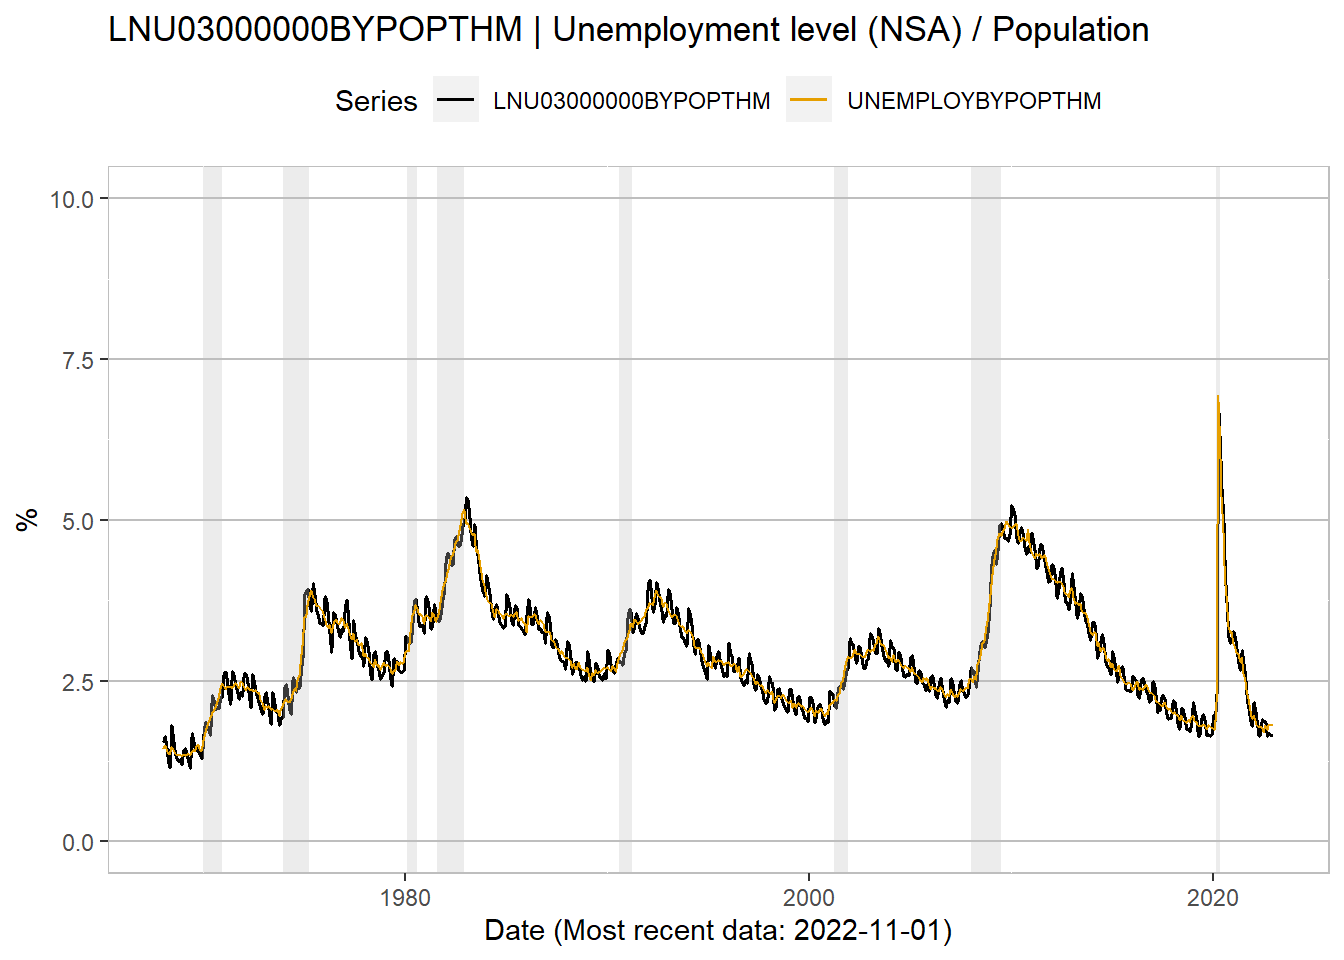 LNU03000000BYPOPTHM | Unemployment level (NSA) / Population
Series LNU03000000BYPOPTHM UNEMPLOYBYPOPTHM
10.0
7.5
5.0
2.5
0.0
%
1980 2000 2020
Date (Most recent data: 2022-11-01)